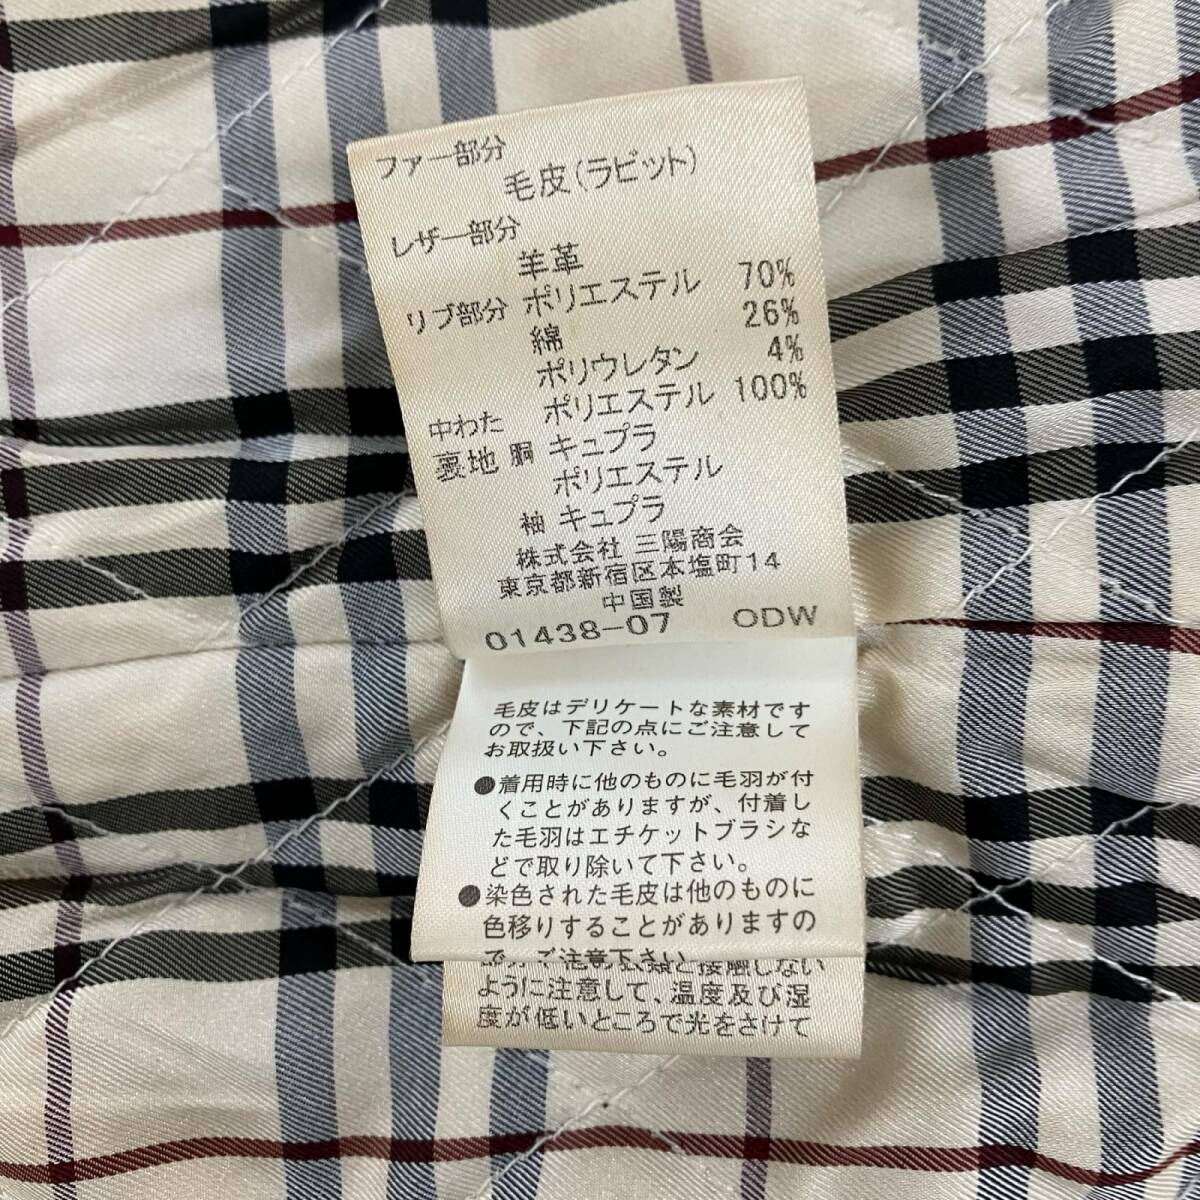 ファー部分
毛皮(ラビット)
レザー部分
羊革
リブ部分 ポリエステル 70%
綿 26%
ポリウレタン 4%
中わた ポリエステル 100%
裏地 胴 キュプラ
ポリエステル
袖 キュプラ
株式会社 三陽商会
東京都新宿区本塩町14
中国製
01438-07 ODW
毛皮はデリケートな素材ですので、下記の点にご注意して
お取扱い下さい。
●着用時に他のものに毛羽が付
くことがありますが、付着し
た毛羽はエチケットブラシな
どで取り除いて下さい。
●染色された毛皮は他のものに
色移りすることがありますの
で、ご注意下さい。
ように注意して、温度及び湿
度が低いところで光をさけて